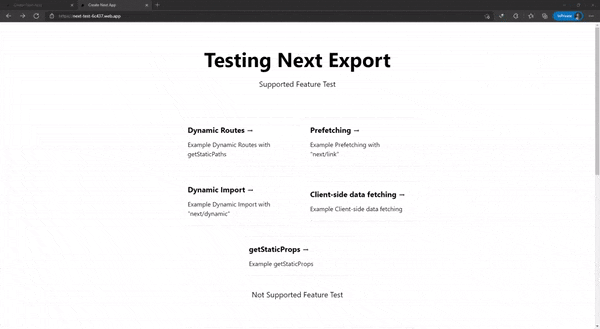 Create Next App
https://next-test-4c437.web.app
InPrivate
Testing Next Export
Supported Feature Test
Dynamic Routes →
Example Dynamic Routes with
getStaticPaths
Prefetching →
Example Prefetching with
"next/link"
Dynamic Import →
Example Dynamic Import with
"next/dynamic"
Client-side data fetching →
Example Client-side data fetching
getStaticProps →
Example getStaticProps
Not Supported Feature Test